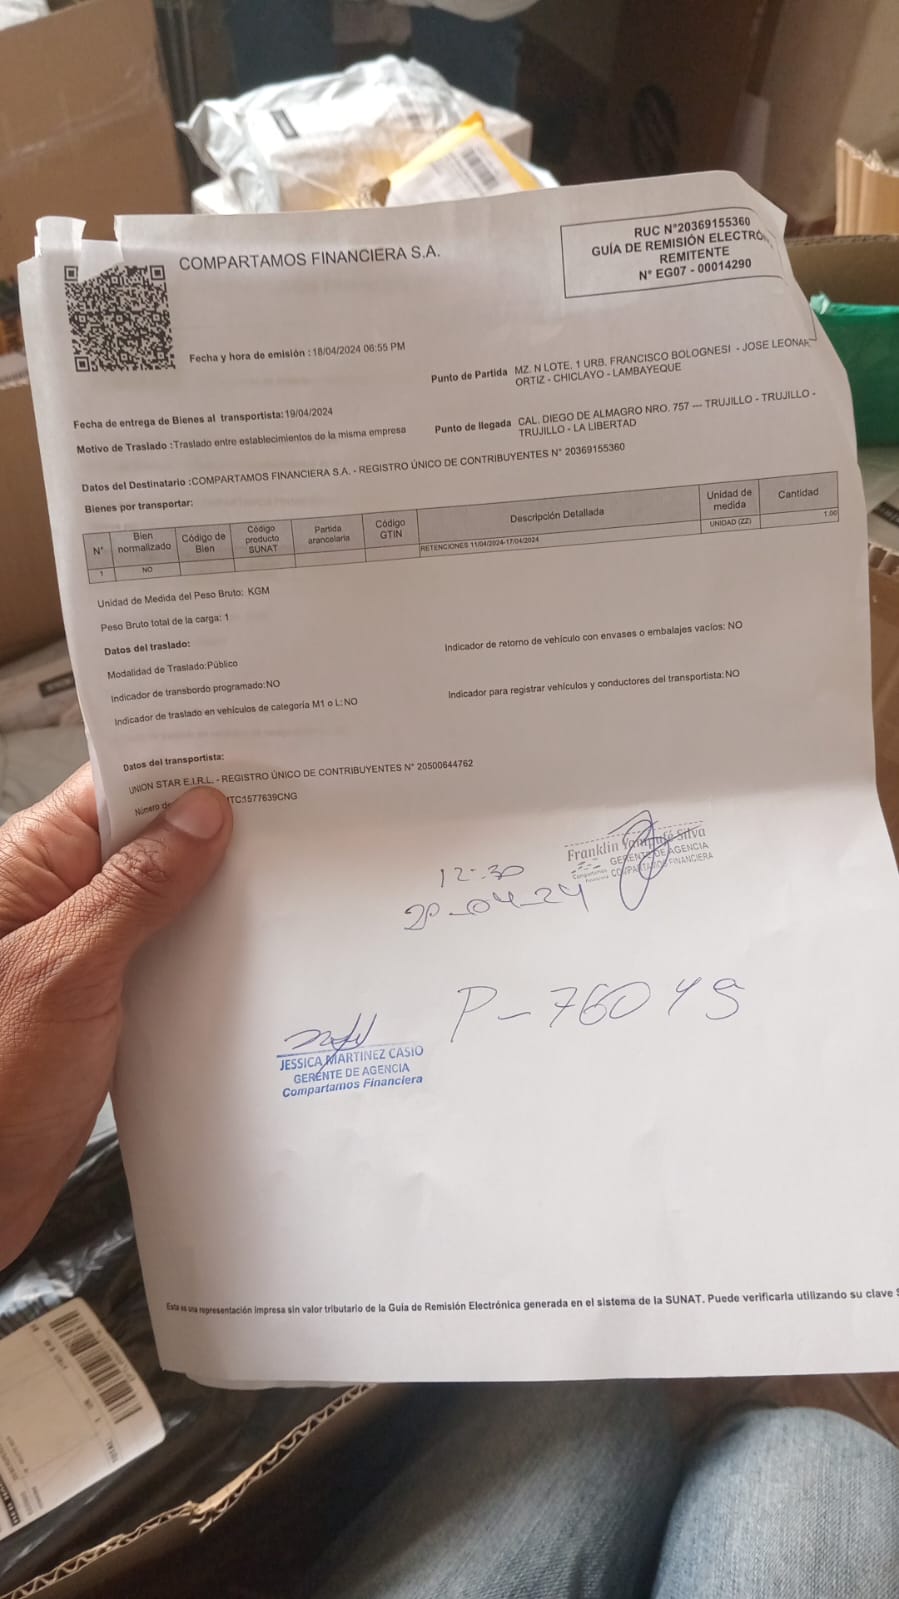 COMPARTAMOS FINANCIERA S.A.
RUC N°20369155360
GUÍA DE REMISIÓN ELECTRÓ
REMITENTE
N° EG07 - 00014290
Fecha y hora de emisión : 18/04/2024 06:55 PM
Punto de Partida MZ. N LOTE. 1 URB. FRANCISCO BOLOGNESI - JOSE LEONAR
ORTIZ - CHICLAYO - LAMBAYEQUE
Fecha de entrega de Bienes al transportista: 19/04/2024
Punto de llegada CAL. DIEGO DE ALMAGRO NRO. 757 --- TRUJILLO - TRUJILLO -
TRUJILLO - LA LIBERTAD
Motivo de Traslado : Traslado entre establecimientos de la misma empresa
Datos del Destinatario : COMPARTAMOS FINANCIERA S.A. - REGISTRO ÚNICO DE CONTRIBUYENTES N° 20369155360
Bienes por transportar:
N° Bien normalizado Código de Bien Código producto SUNAT Partida arancelaria Código GTIN Descripción Detallada Unidad de medida Cantidad
1 NO RETENCIONES 11/04/2024-17/04/2024 UNIDAD (ZZ) 1.00
Unidad de Medida del Peso Bruto: KGM
Peso Bruto total de la carga: 1
Datos del traslado:
Indicador de retorno de vehículo con envases o embalajes vacíos: NO
Modalidad de Traslado: Público
Indicador de transbordo programado: NO
Indicador para registrar vehículos y conductores del transportista: NO
Indicador de traslado en vehículos de categoría M1 o L: NO
Datos del transportista:
UNION STAR E.I.R.L. - REGISTRO ÚNICO DE CONTRIBUYENTES N° 20500644762
Número de
Franklin Silva
GERENTE DE AGENCIA
COMPARTAMOS FINANCIERA
12:30
20-04-24
P-76045
JESSICA MARTINEZ CASIO
GERENTE DE AGENCIA
Compartamos Financiera
Esta es una representación impresa sin valor tributario de la Guía de Remisión Electrónica generada en el sistema de la SUNAT. Puede verificarla utilizando su clave S